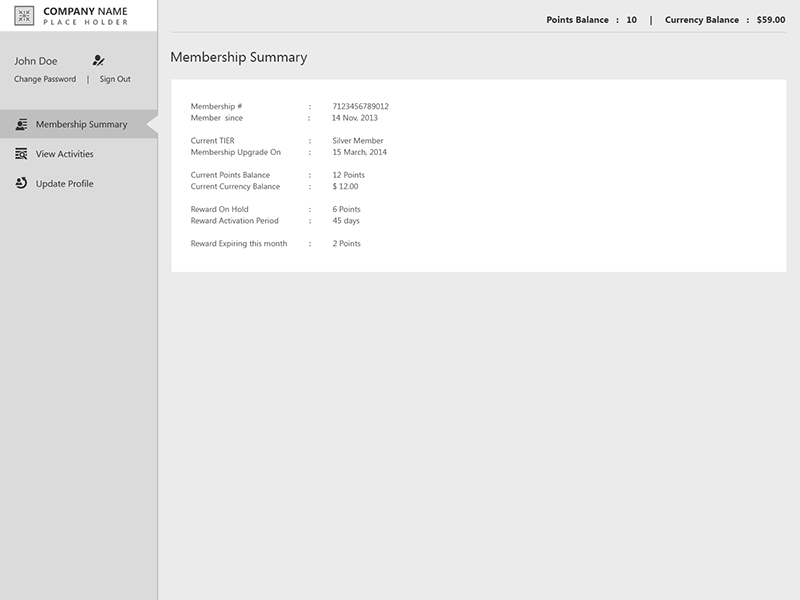 COMPANY NAME
PLACE HOLDER
Points Balance : 10 | Currency Balance : $59.00
John Doe
Change Password | Sign Out
Membership Summary
View Activities
Update Profile
Membership Summary
Membership # : 7123456789012
Member since : 14 Nov, 2013
Current TIER : Silver Member
Membership Upgrade On : 15 March, 2014
Current Points Balance : 12 Points
Current Currency Balance : $ 12.00
Reward On Hold : 6 Points
Reward Activation Period : 45 days
Reward Expiring this month : 2 Points